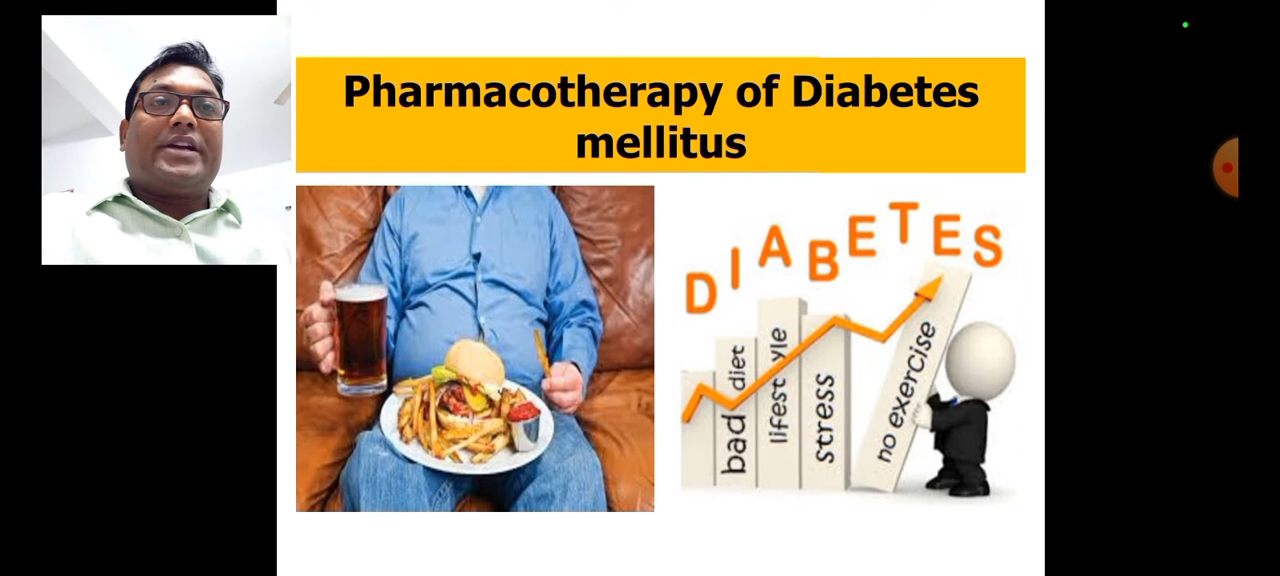 Pharmacotherapy of Diabetes
mellitus
DIABETES
bad diet
lifestyle
stress
no exercise